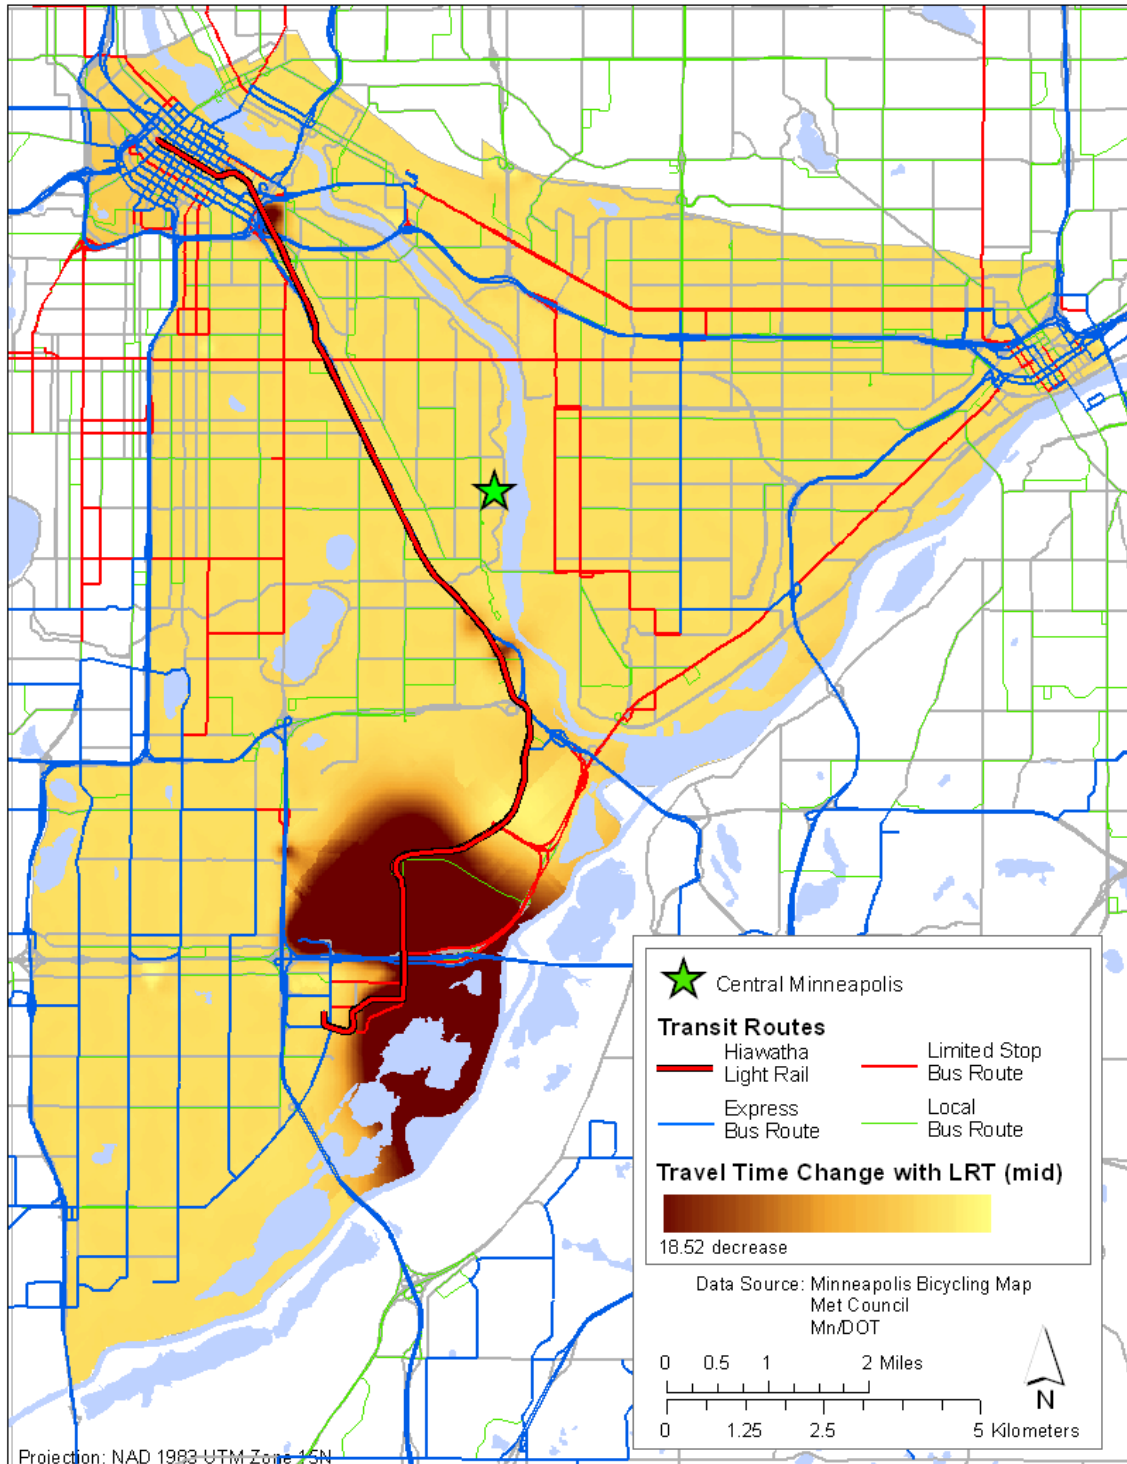 Central Minneapolis
Transit Routes
Hiawatha
Light Rail
Limited Stop
Bus Route
Express
Bus Route
Local
Bus Route
Travel Time Change with LRT (mid)
18.52 decrease
Data Source: Minneapolis Bicycling Map
Met Council
Mn/DOT
0 0.5 1 2 Miles
0 1.25 2.5 5 Kilometers
N
Projection: NAD 1983 UTM Zone 15N